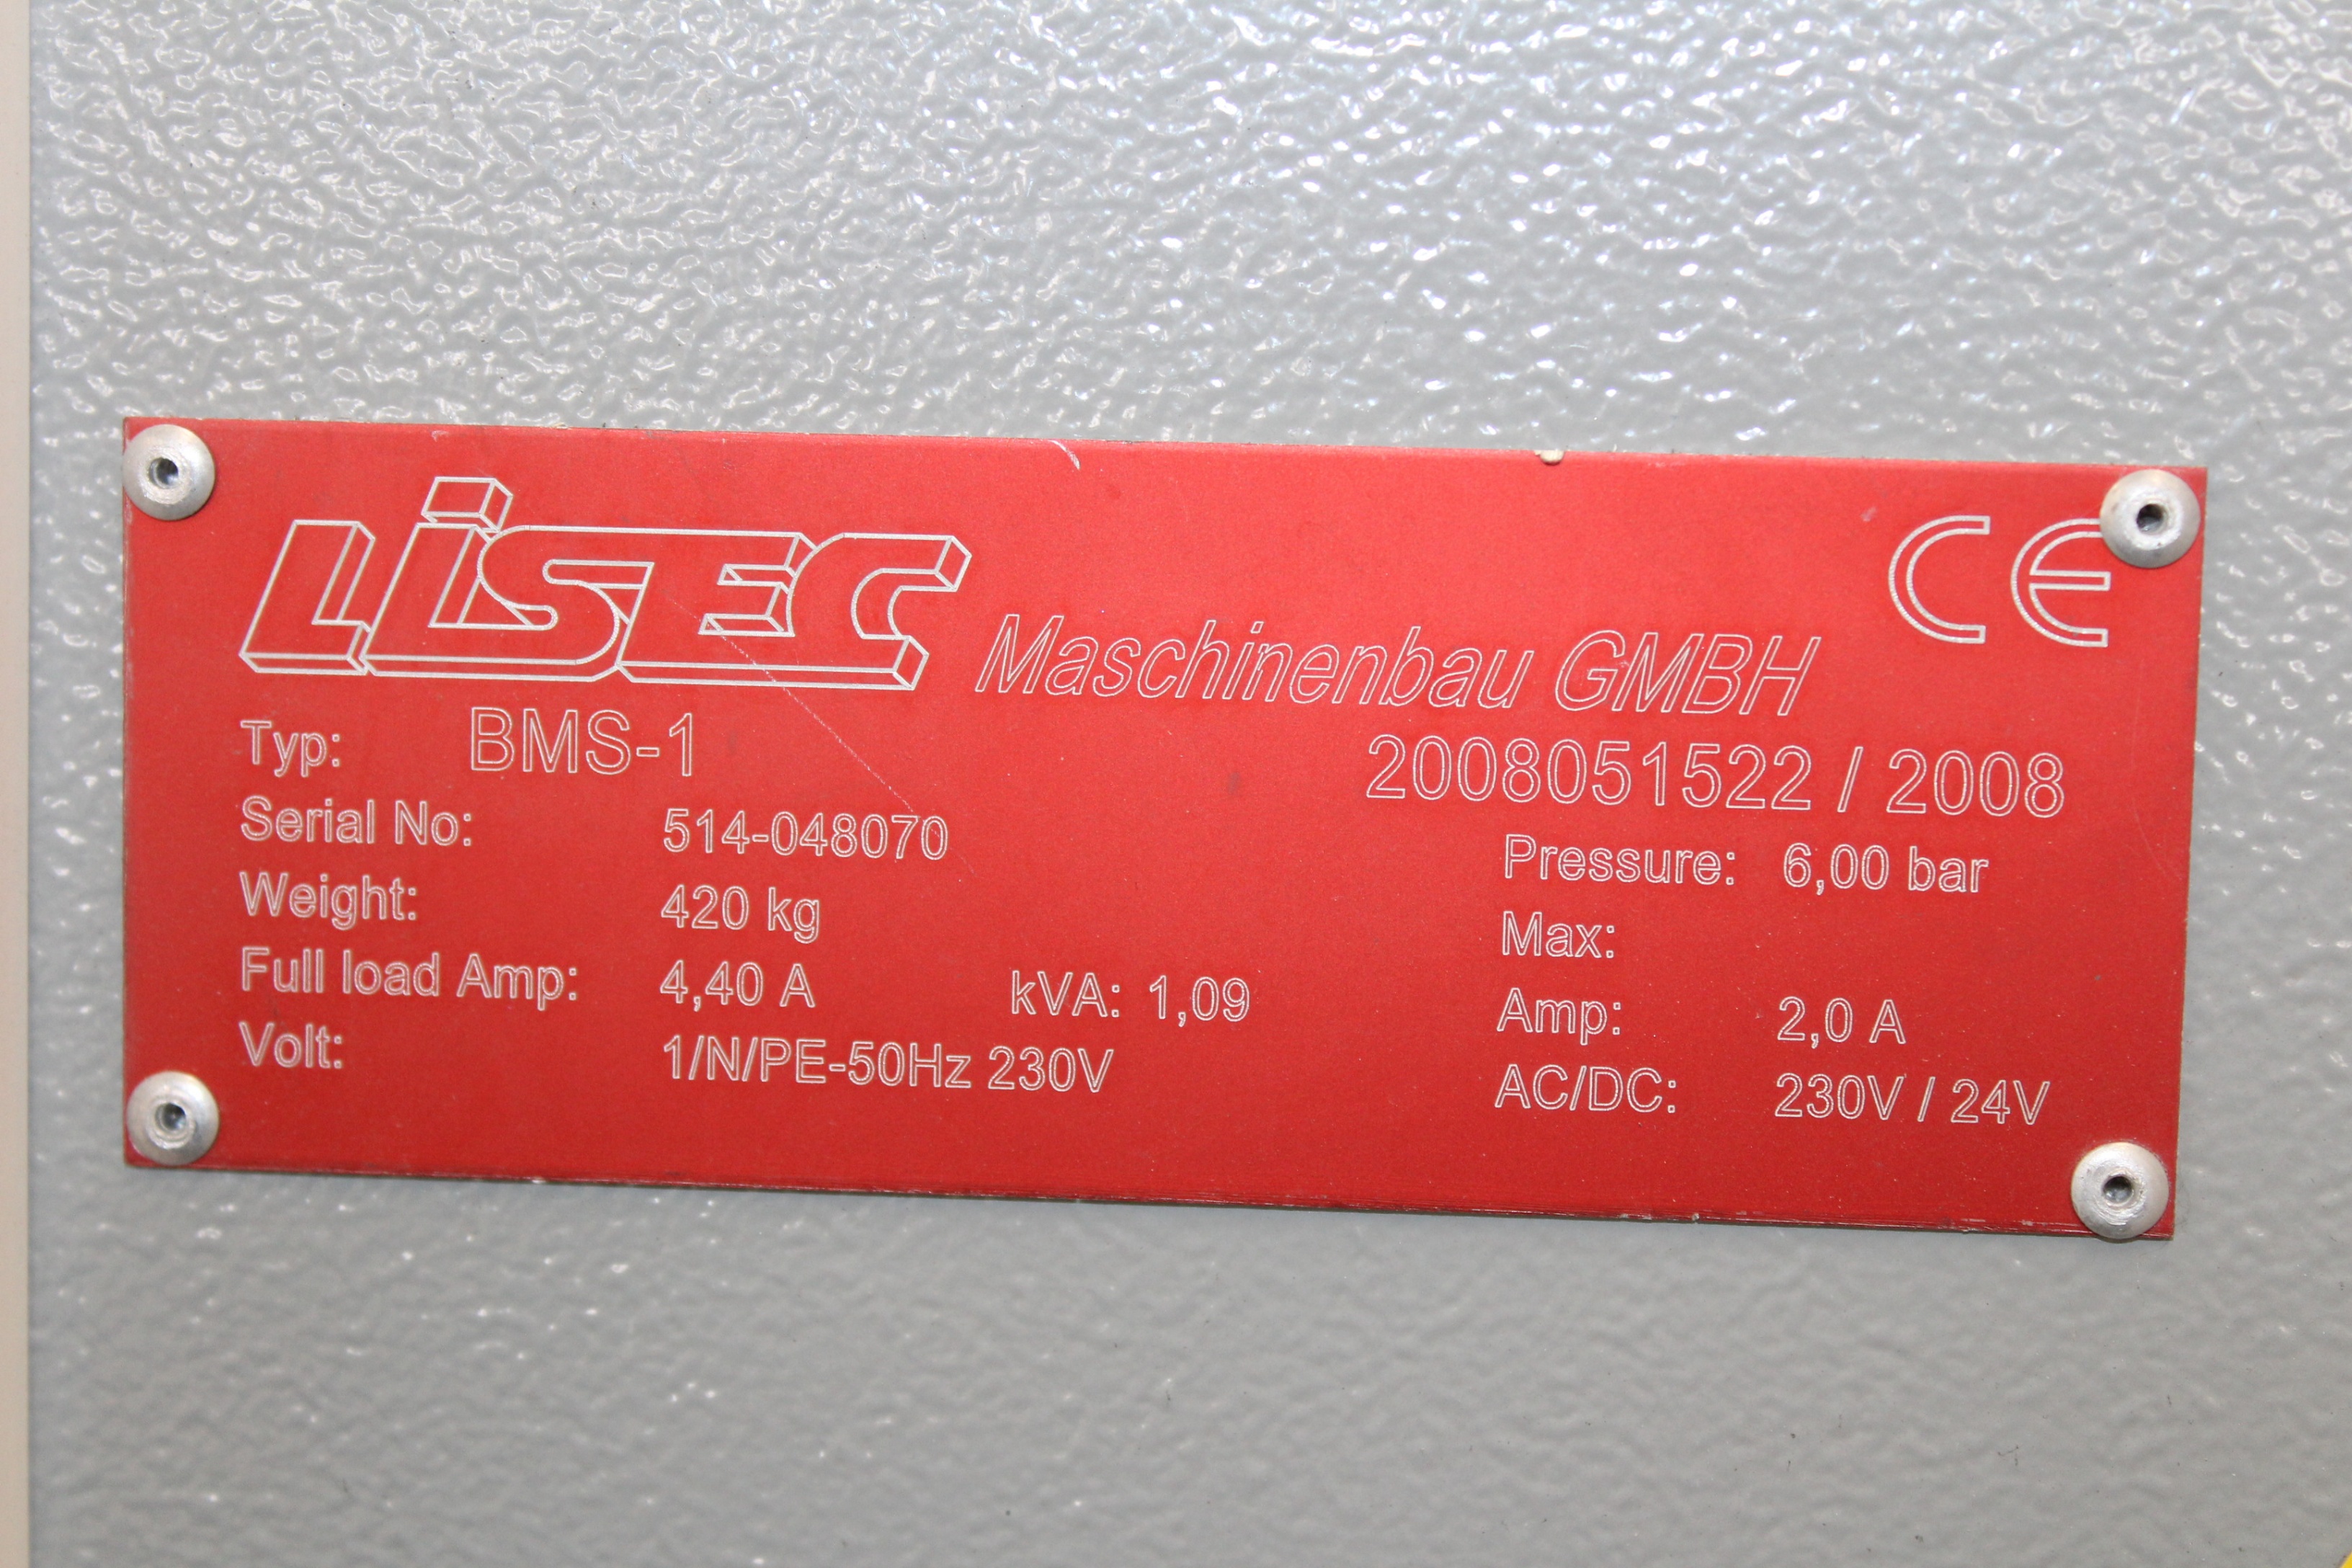 LiSEC Maschinenbau GMBH CE
Typ: BMS-1 2008051522 / 2008
Serial No: 514-048070 Pressure: 6,00 bar
Weight: 420 kg Max:
Full load Amp: 4,40 A kVA: 1,09 Amp: 2,0 A
Volt: 1/N/PE-50Hz 230V AC/DC: 230V / 24V